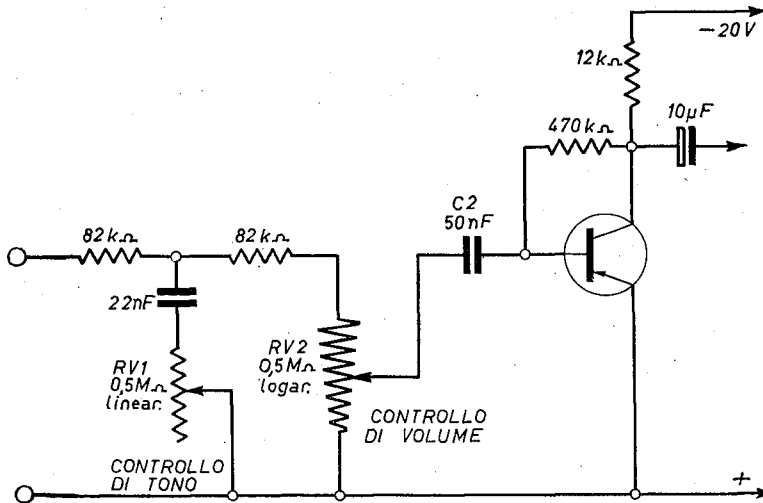 −20V
12kΩ
470kΩ
10µF
C2
50nF
82kΩ
82kΩ
22nF
RV1
0,5MΩ
linear.
RV2
0,5MΩ
logar.
CONTROLLO
DI VOLUME
CONTROLLO
DI TONO
+